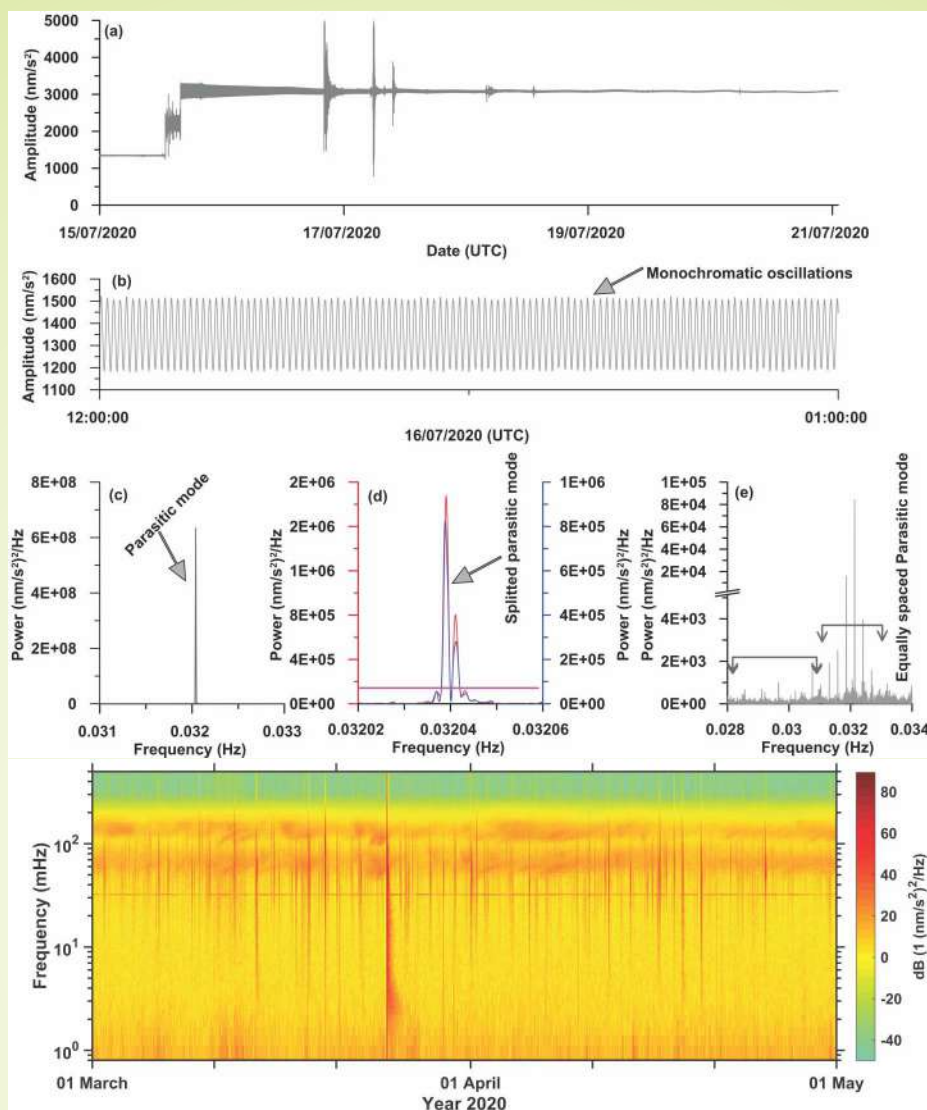 (a)
Amplitude (nm/s²)
5000
4000
3000
2000
1000
0
15/07/2020 17/07/2020 19/07/2020 21/07/2020
Date (UTC)
(b)
Monochromatic oscillations
Amplitude (nm/s²)
1600
1500
1400
1300
1200
1100
12:00:00 01:00:00
16/07/2020 (UTC)
(c)
Parasitic mode
Power (nm/s²)²/Hz
8E+08
6E+08
4E+08
2E+08
0
0.031 0.032 0.033
Frequency (Hz)
(d)
Splitted parasitic mode
Power (nm/s²)²/Hz
2E+06
2E+06
1E+06
8E+05
4E+05
0E+00
1E+06
8E+05
6E+05
4E+05
2E+05
0E+00
Power (nm/s²)²/Hz
0.03202 0.03204 0.03206
Frequency (Hz)
(e)
Equally spaced Parasitic mode
Power (nm/s²)²/Hz
1E+05
8E+04
6E+04
4E+04
2E+04
4E+03
2E+03
0E+00
0.028 0.03 0.032 0.034
Frequency (Hz)
Frequency (mHz)
10²
10¹
10⁰
01 March 01 April 01 May
Year 2020
80
60
40
20
0
-20
-40
dB (1 (nm/s²)²/Hz)